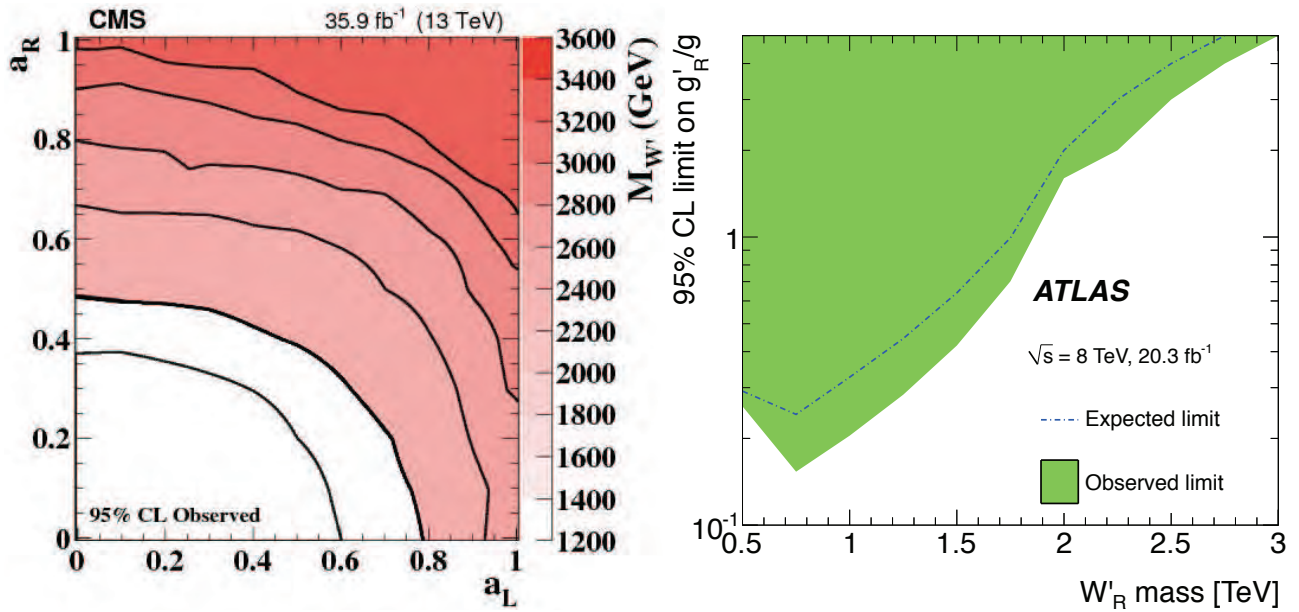 CMS 35.9 fb⁻¹ (13 TeV)
a_R
1
0.8
0.6
0.4
0.2
0
95% CL Observed
0 0.2 0.4 0.6 0.8 1
a_L
3600
3400
3200
3000
2800
2600
2400
2200
2000
1800
1600
1400
1200
M_W' (GeV)
95% CL limit on g'_R/g
1
10⁻¹
ATLAS
√s = 8 TeV, 20.3 fb⁻¹
Expected limit
Observed limit
0.5 1 1.5 2 2.5 3
W'_R mass [TeV]